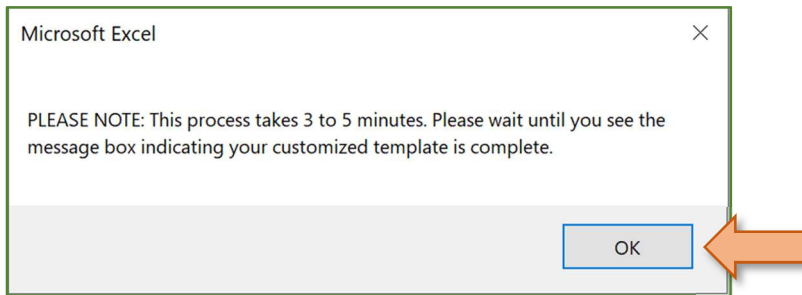 Microsoft Excel
PLEASE NOTE: This process takes 3 to 5 minutes. Please wait until you see the
message box indicating your customized template is complete.
OK